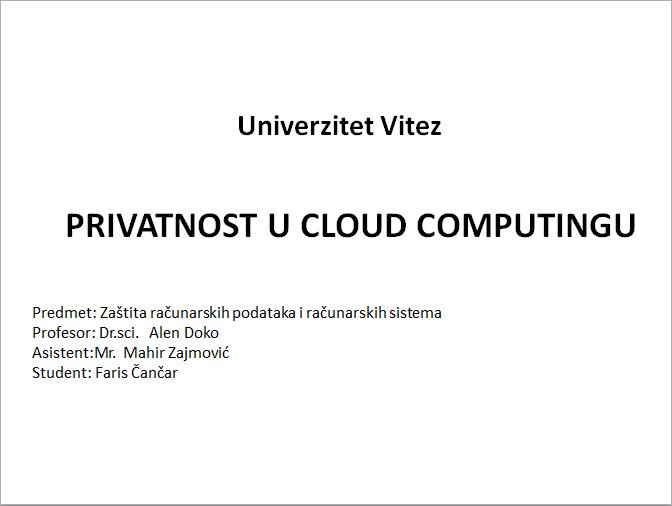 Univerzitet Vitez
PRIVATNOST U CLOUD COMPUTINGU
Predmet: Zaštita računarskih podataka i računarskih sistema
Profesor: Dr.sci. Alen Doko
Asistent:Mr. Mahir Zajmović
Student: Faris Čančar